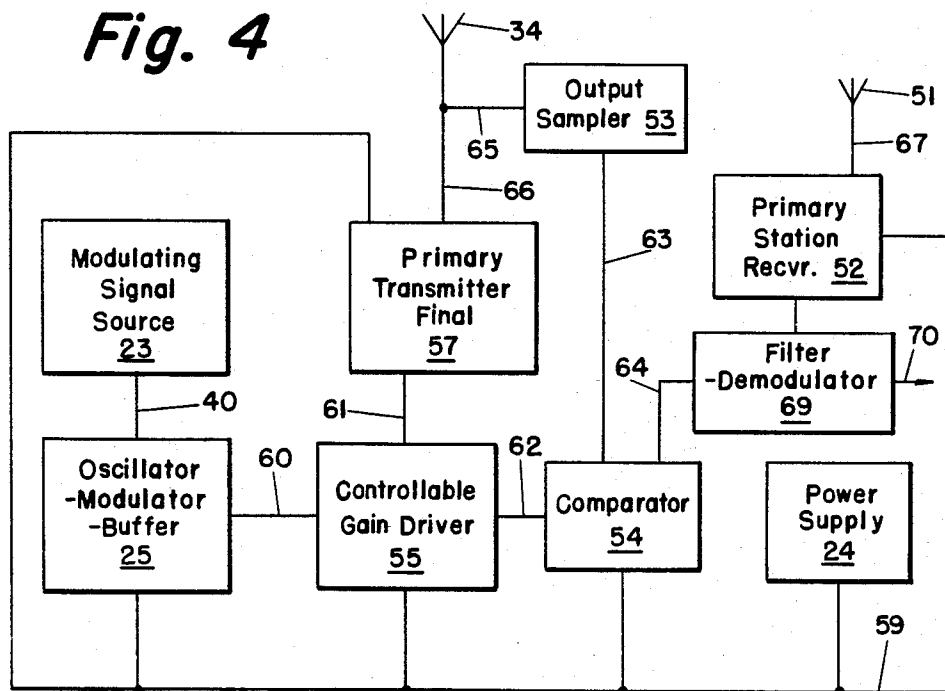 Fig. 4
34
51
Output
Sampler 53
65
67
66
Modulating
Signal
Source
23
Primary
Transmitter
Final
57
63
Primary
Station
Recvr. 52
40
61
64
Filter
-Demodulator
69
70
Oscillator
-Modulator
-Buffer
25
60
Controllable
Gain Driver
55
62
Comparator
54
Power
Supply
24
59